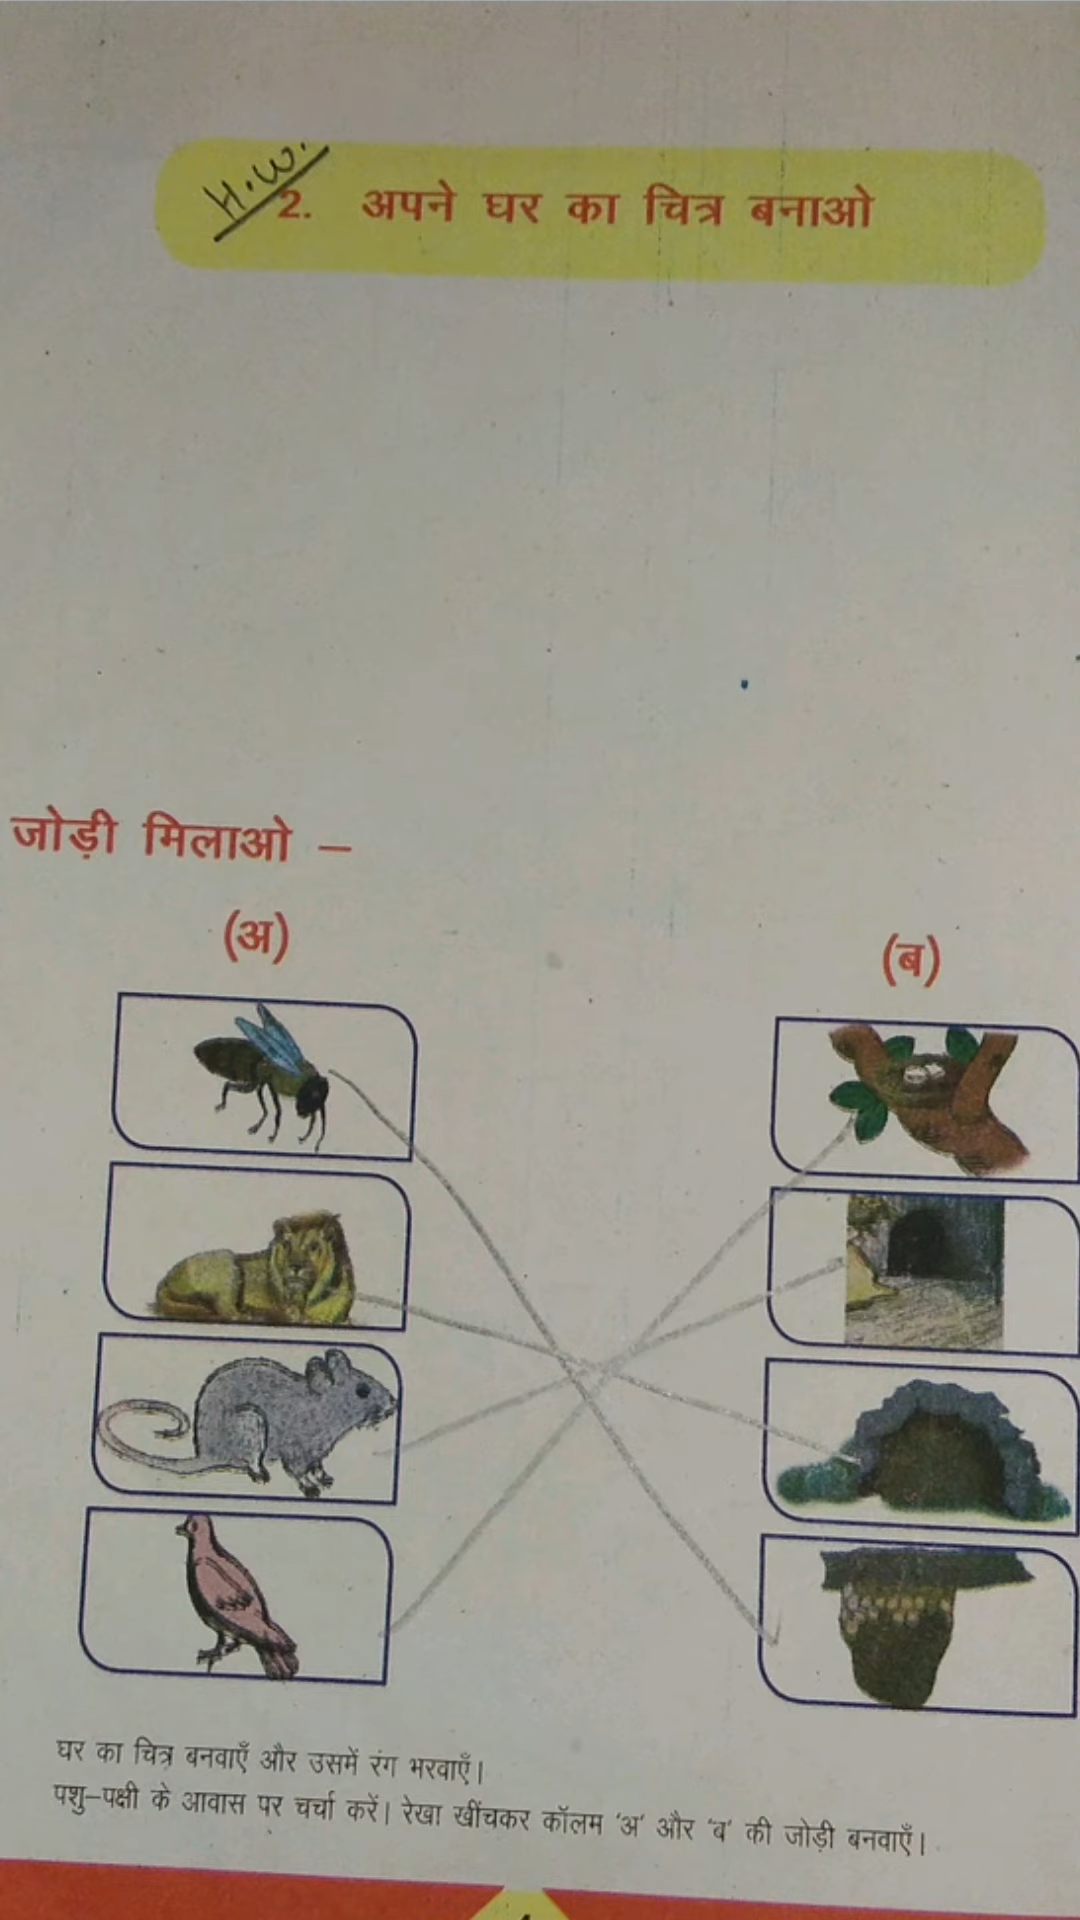 H.W.
2. अपने घर का चित्र बनाओ
जोड़ी मिलाओ –
(अ)
(ब)
घर का चित्र बनवाएँ और उसमें रंग भरवाएँ।
पशु–पक्षी के आवास पर चर्चा करें। रेखा खींचकर कॉलम 'अ' और 'ब' की जोड़ी बनवाएँ।